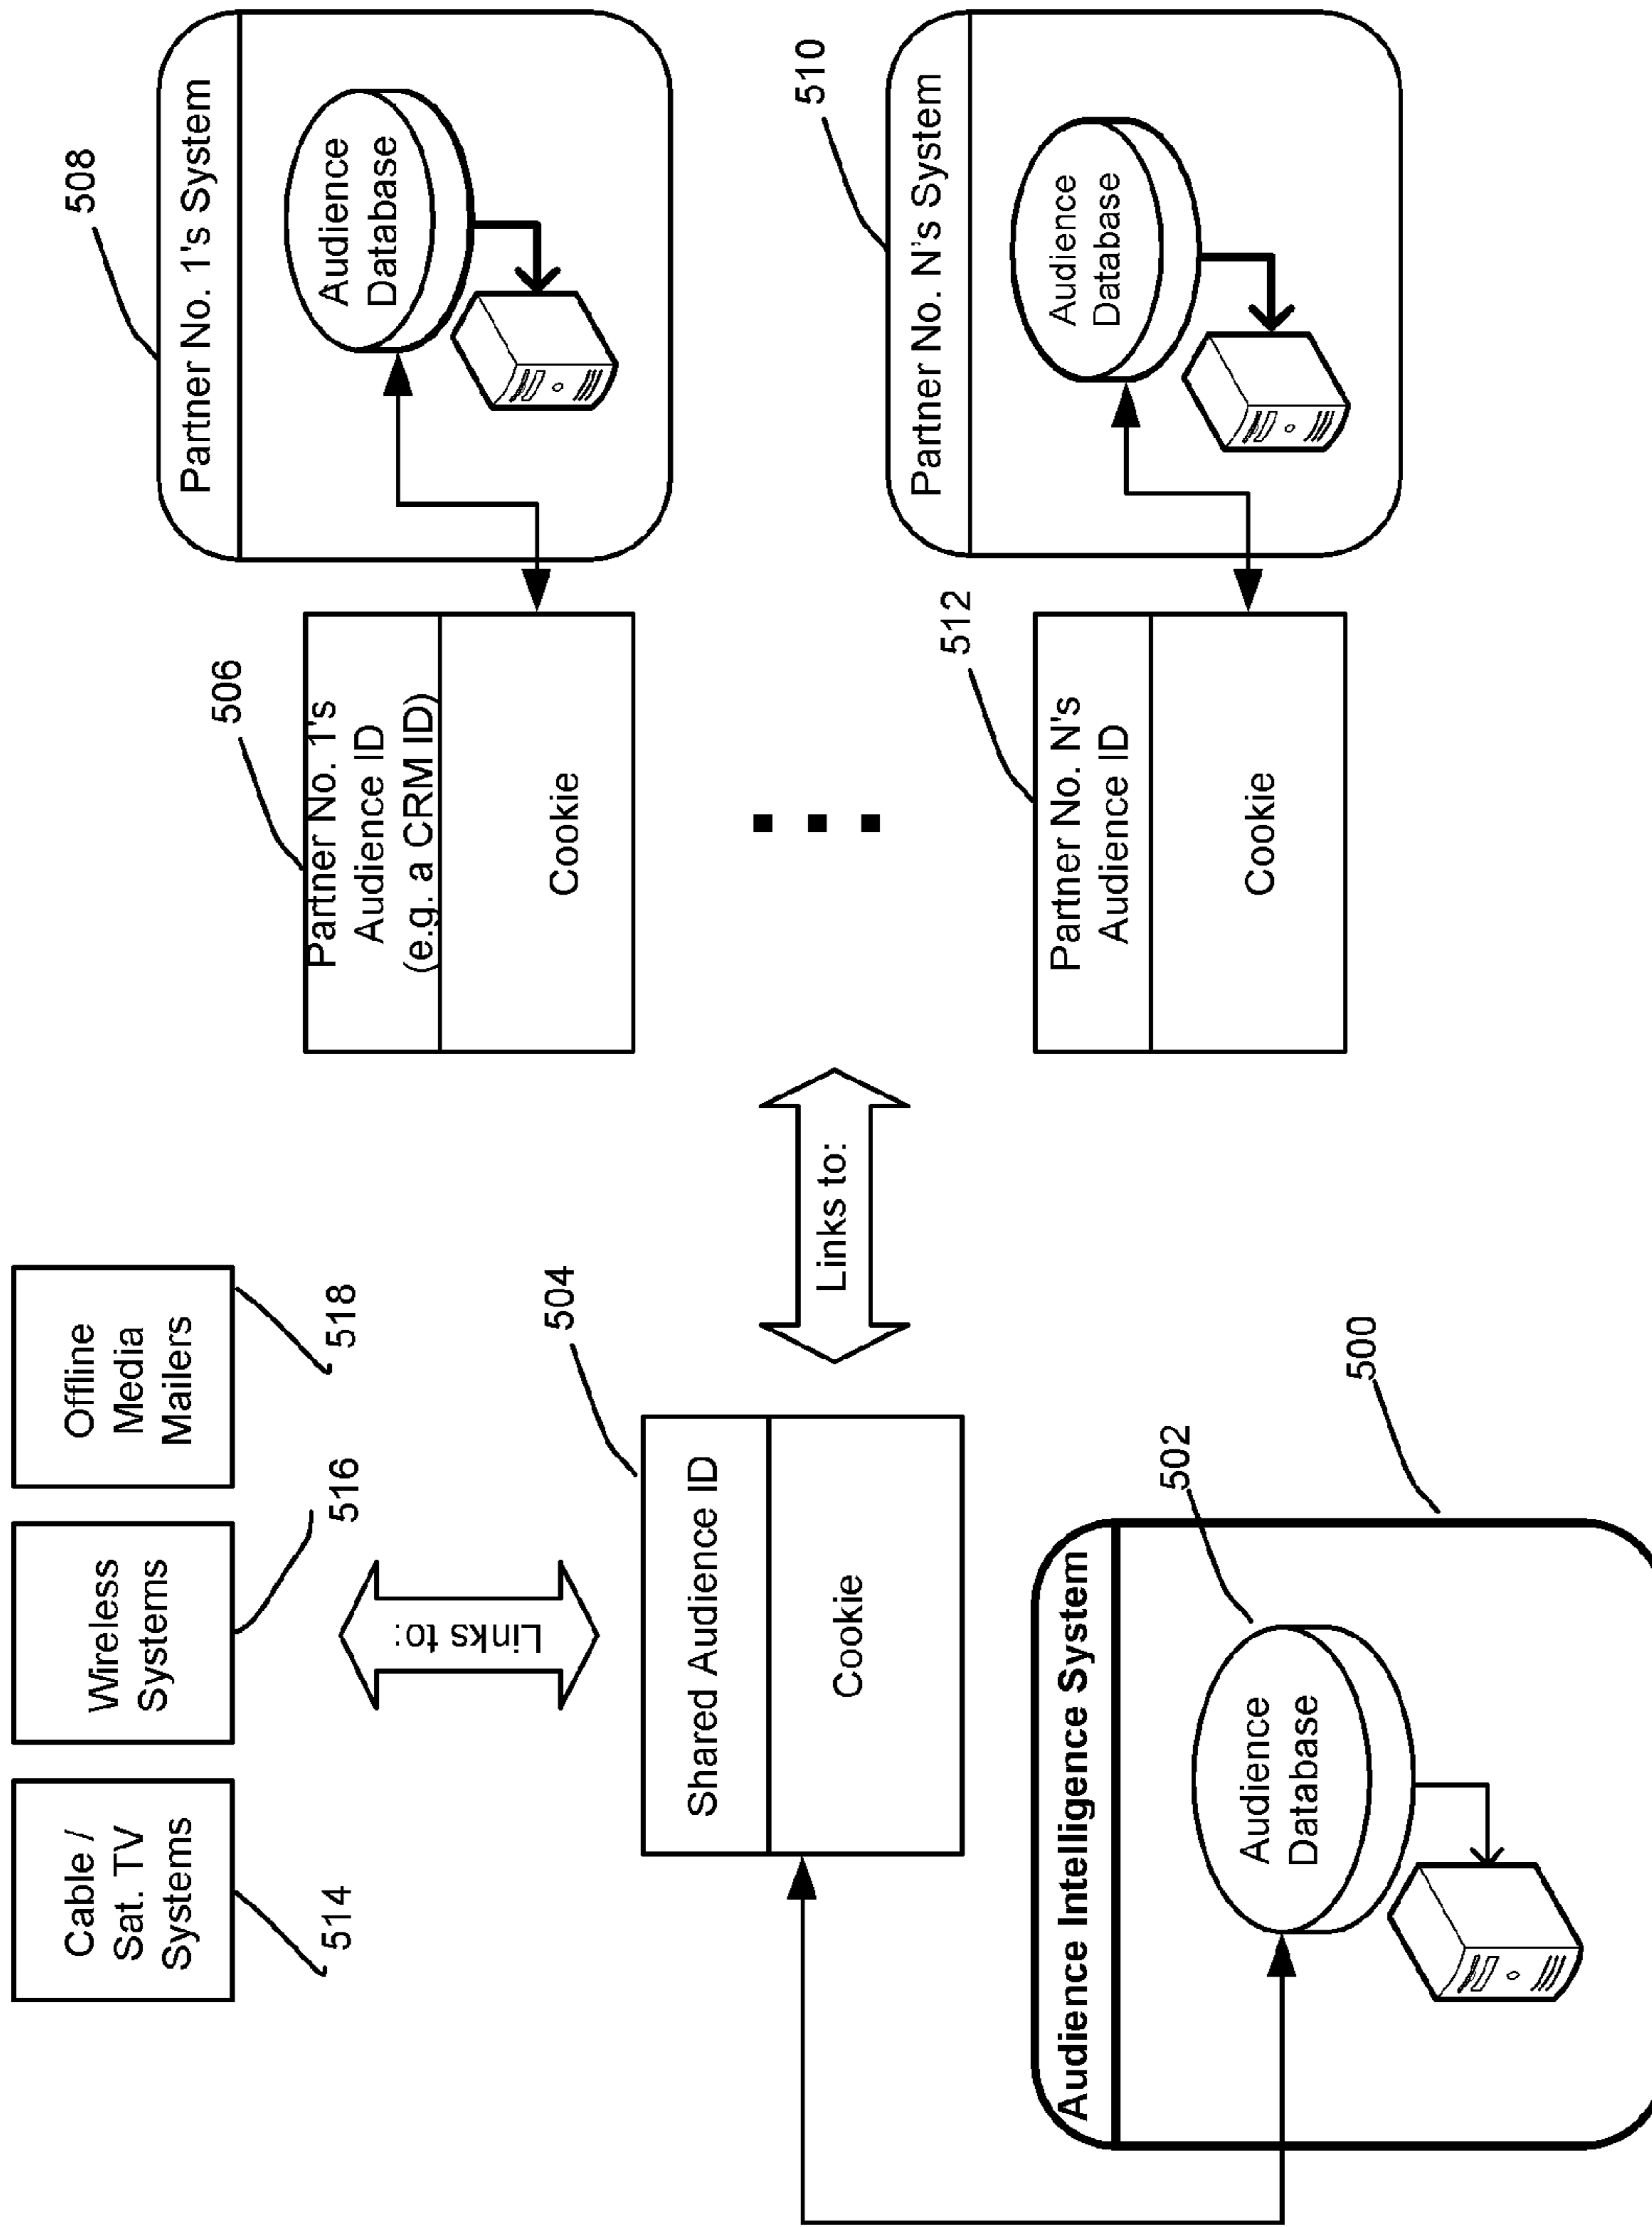 Cable /
Sat. TV
Systems
514
Wireless
Systems
516
Offline
Media
Mailers
518
Links to:
504
Shared Audience ID
Cookie
Links to:
Audience Intelligence System
Audience
Database
502
500
506
Partner No. 1's
Audience ID
(e.g. a CRM ID)
Cookie
508
Partner No. 1's System
Audience
Database
512
Partner No. N's
Audience ID
Cookie
510
Partner No. N's System
Audience
Database